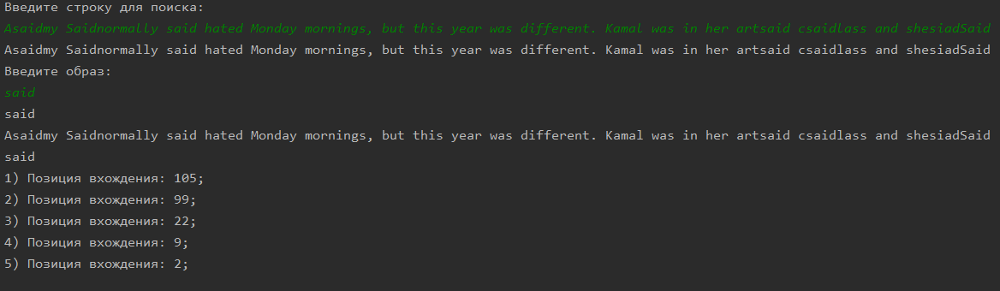 Введите строку для поиска:
Asaidmy Saidnormally said hated Monday mornings, but this year was different. Kamal was in her artsaid csaidlass and shesiadSaid
Asaidmy Saidnormally said hated Monday mornings, but this year was different. Kamal was in her artsaid csaidlass and shesiadSaid
Введите образ:
said
said
Asaidmy Saidnormally said hated Monday mornings, but this year was different. Kamal was in her artsaid csaidlass and shesiadSaid
said
1) Позиция вхождения: 105;
2) Позиция вхождения: 99;
3) Позиция вхождения: 22;
4) Позиция вхождения: 9;
5) Позиция вхождения: 2;